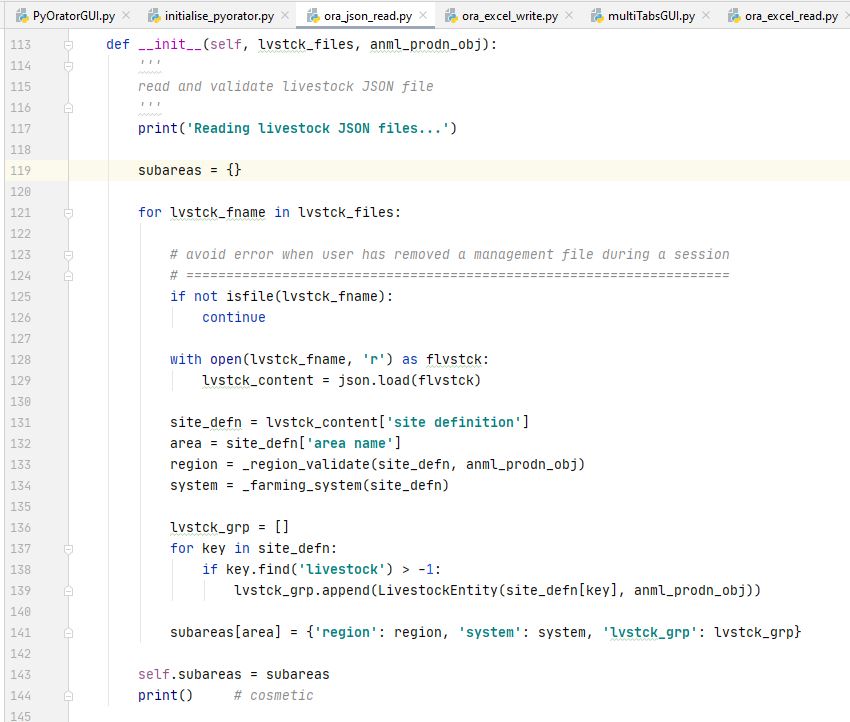 PyOratorGUI.py × initialise_pyorator.py × ora_json_read.py × ora_excel_write.py × multiTabsGUI.py × ora_excel_read.py ×
113 def __init__(self, lvstck_files, anml_prodn_obj):
114 '''
115 read and validate livestock JSON file
116 '''
117 print('Reading livestock JSON files...')
118
119 subareas = {}
120
121 for lvstck_fname in lvstck_files:
122
123 # avoid error when user has removed a management file during a session
124 # ====================================================================
125 if not isfile(lvstck_fname):
126 continue
127
128 with open(lvstck_fname, 'r') as flvstck:
129 lvstck_content = json.load(flvstck)
130
131 site_defn = lvstck_content['site definition']
132 area = site_defn['area name']
133 region = _region_validate(site_defn, anml_prodn_obj)
134 system = _farming_system(site_defn)
135
136 lvstck_grp = []
137 for key in site_defn:
138 if key.find('livestock') > -1:
139 lvstck_grp.append(LivestockEntity(site_defn[key], anml_prodn_obj))
140
141 subareas[area] = {'region': region, 'system': system, 'lvstck_grp': lvstck_grp}
142
143 self.subareas = subareas
144 print() # cosmetic
145